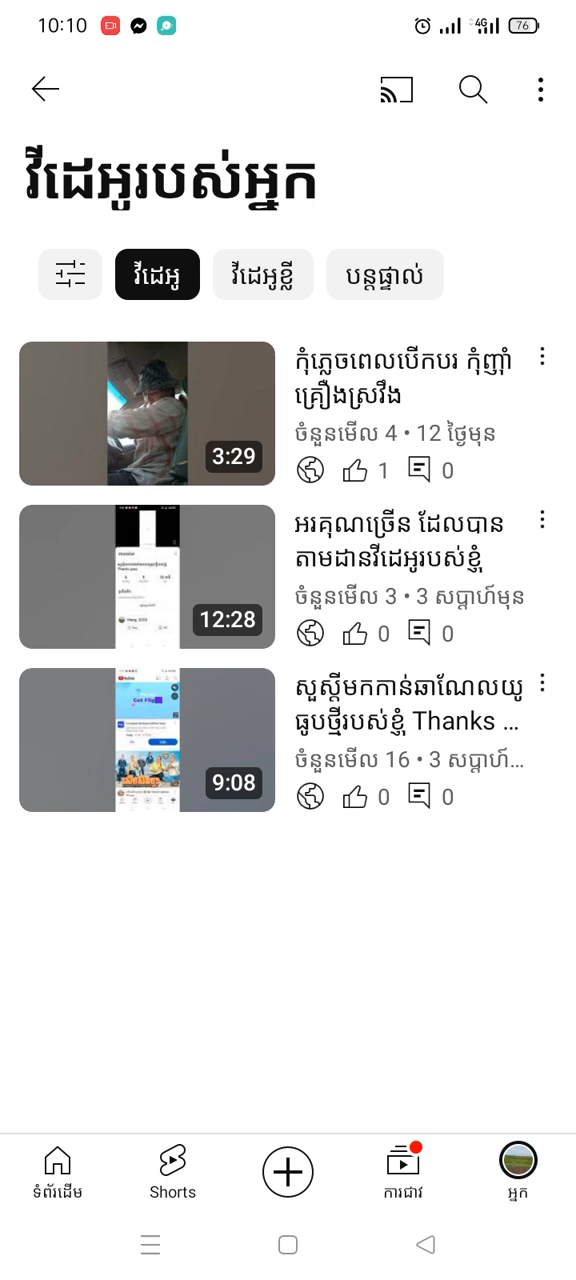 10:10
4G
76
វីដេអូរបស់អ្នក
វីដេអូ
វីដេអូខ្លី
បន្តផ្ទាល់
កុំភ្លេចពេលបើកបរ កុំញ៉ាំ
គ្រឿងស្រវឹង
ចំនួនមើល 4 • 12 ថ្ងៃមុន
1
0
3:29
អរគុណច្រើន ដែលបាន
តាមដានវីដេអូរបស់ខ្ញុំ
ចំនួនមើល 3 • 3 សប្ដាហ៍មុន
0
0
12:28
សួស្ដីមកកាន់ឆាណែលយូ
ធូបថ្មីរបស់ខ្ញុំ Thanks ...
ចំនួនមើល 16 • 3 សប្ដាហ៍...
0
0
9:08
ទំព័រដើម
Shorts
ការជាវ
អ្នក